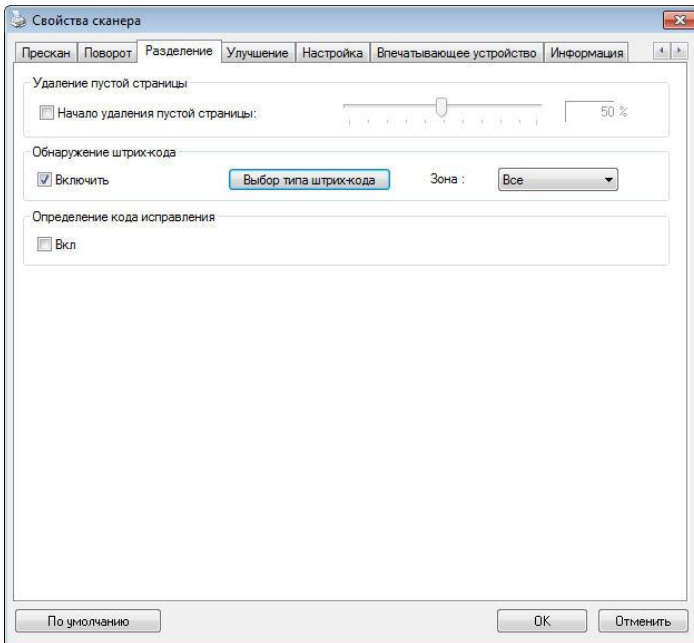 Свойства сканера
Прескан Поворот Разделение Улучшение Настройка Впечатывающее устройство Информация
Удаление пустой страницы
Начало удаления пустой страницы: 50 %
Обнаружение штрих-кода
Включить Выбор типа штрих-кода Зона : Все
Определение кода исправления
Вкл
По умолчанию OK Отменить